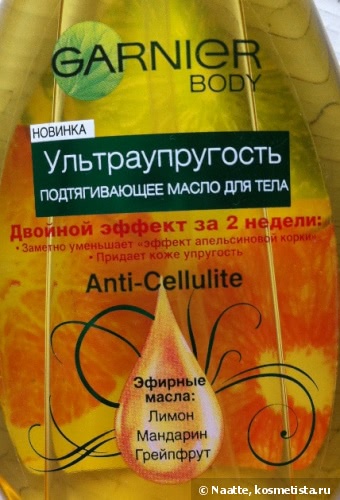 GARNIER
BODY
НОВИНКА
Ультраупругость
ПОДТЯГИВАЮЩЕЕ МАСЛО ДЛЯ ТЕЛА
Двойной эффект за 2 недели:
• Заметно уменьшает «эффект апельсиновой корки»
• Придает коже упругость
Anti-Cellulite
Эфирные
масла:
Лимон
Мандарин
Грейпфрут
© Naatte, kosmetista.ru